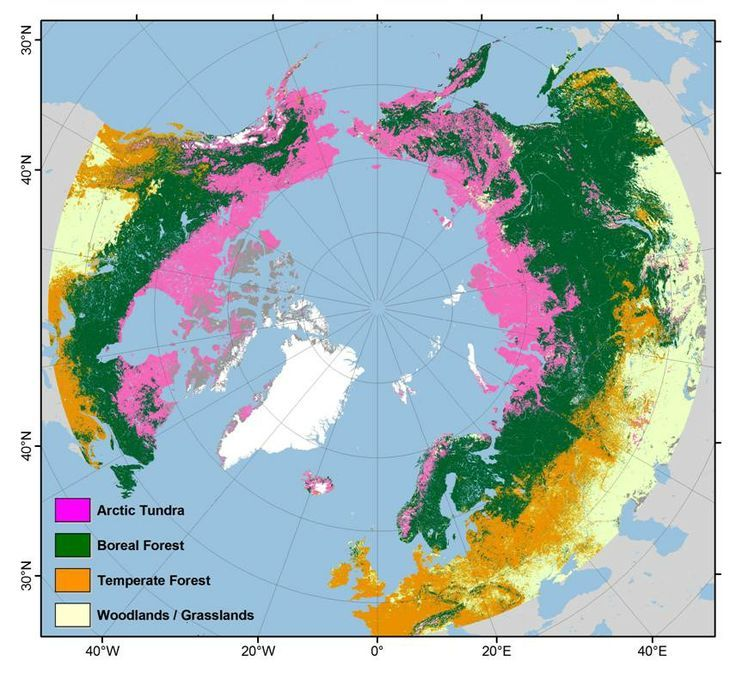 30°N
40°N
40°N
30°N
Arctic Tundra
Boreal Forest
Temperate Forest
Woodlands / Grasslands
40°W
20°W
0°
20°E
40°E